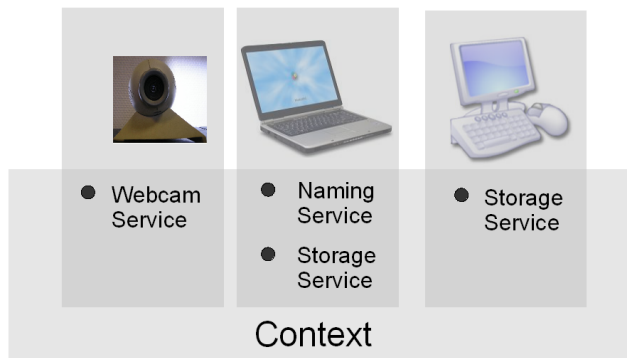 Webcam
Service
Naming
Service
Storage
Service
Storage
Service
Context